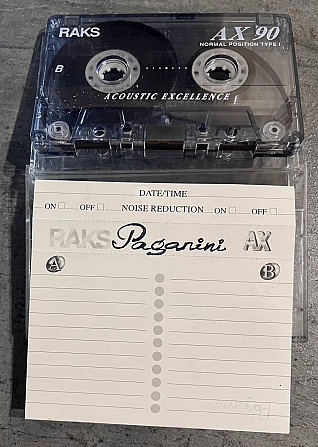 RAKS AX 90
NORMAL POSITION TYPE I
B
ACOUSTIC EXCELLENCE
DATE/TIME
ON OFF NOISE REDUCTION ON OFF
RAKS Paganini AX
A B
Paganini